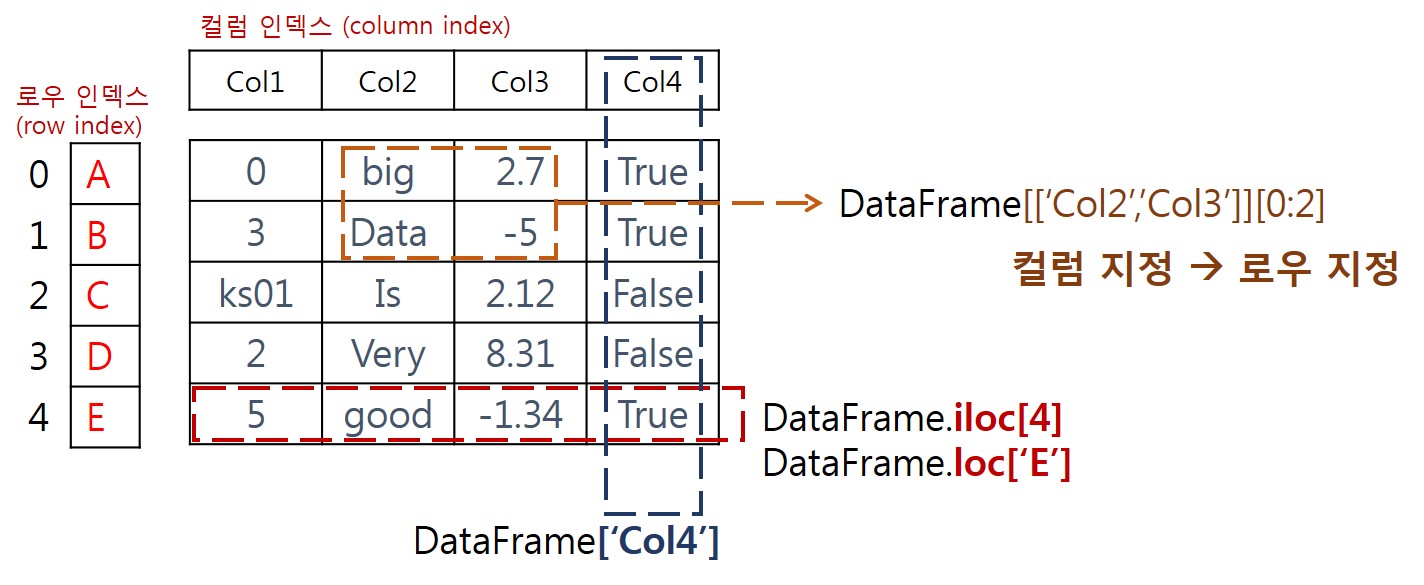 컬럼 인덱스 (column index)
Col1 Col2 Col3 Col4
로우 인덱스
(row index)
0 A 0 big 2.7 True
1 B 3 Data -5 True
DataFrame[[‘Col2’,‘Col3’]][0:2]
컬럼 지정 → 로우 지정
2 C ks01 Is 2.12 False
3 D 2 Very 8.31 False
4 E 5 good -1.34 True
DataFrame.iloc[4]
DataFrame.loc[‘E’]
DataFrame[‘Col4’]